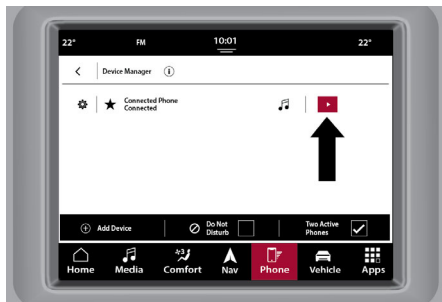 22° FM 10:01 22°
Device Manager
Connected Phone
Connected
Add Device Do Not Disturb Two Active Phones
Home Media Comfort Nav Phone Vehicle Apps